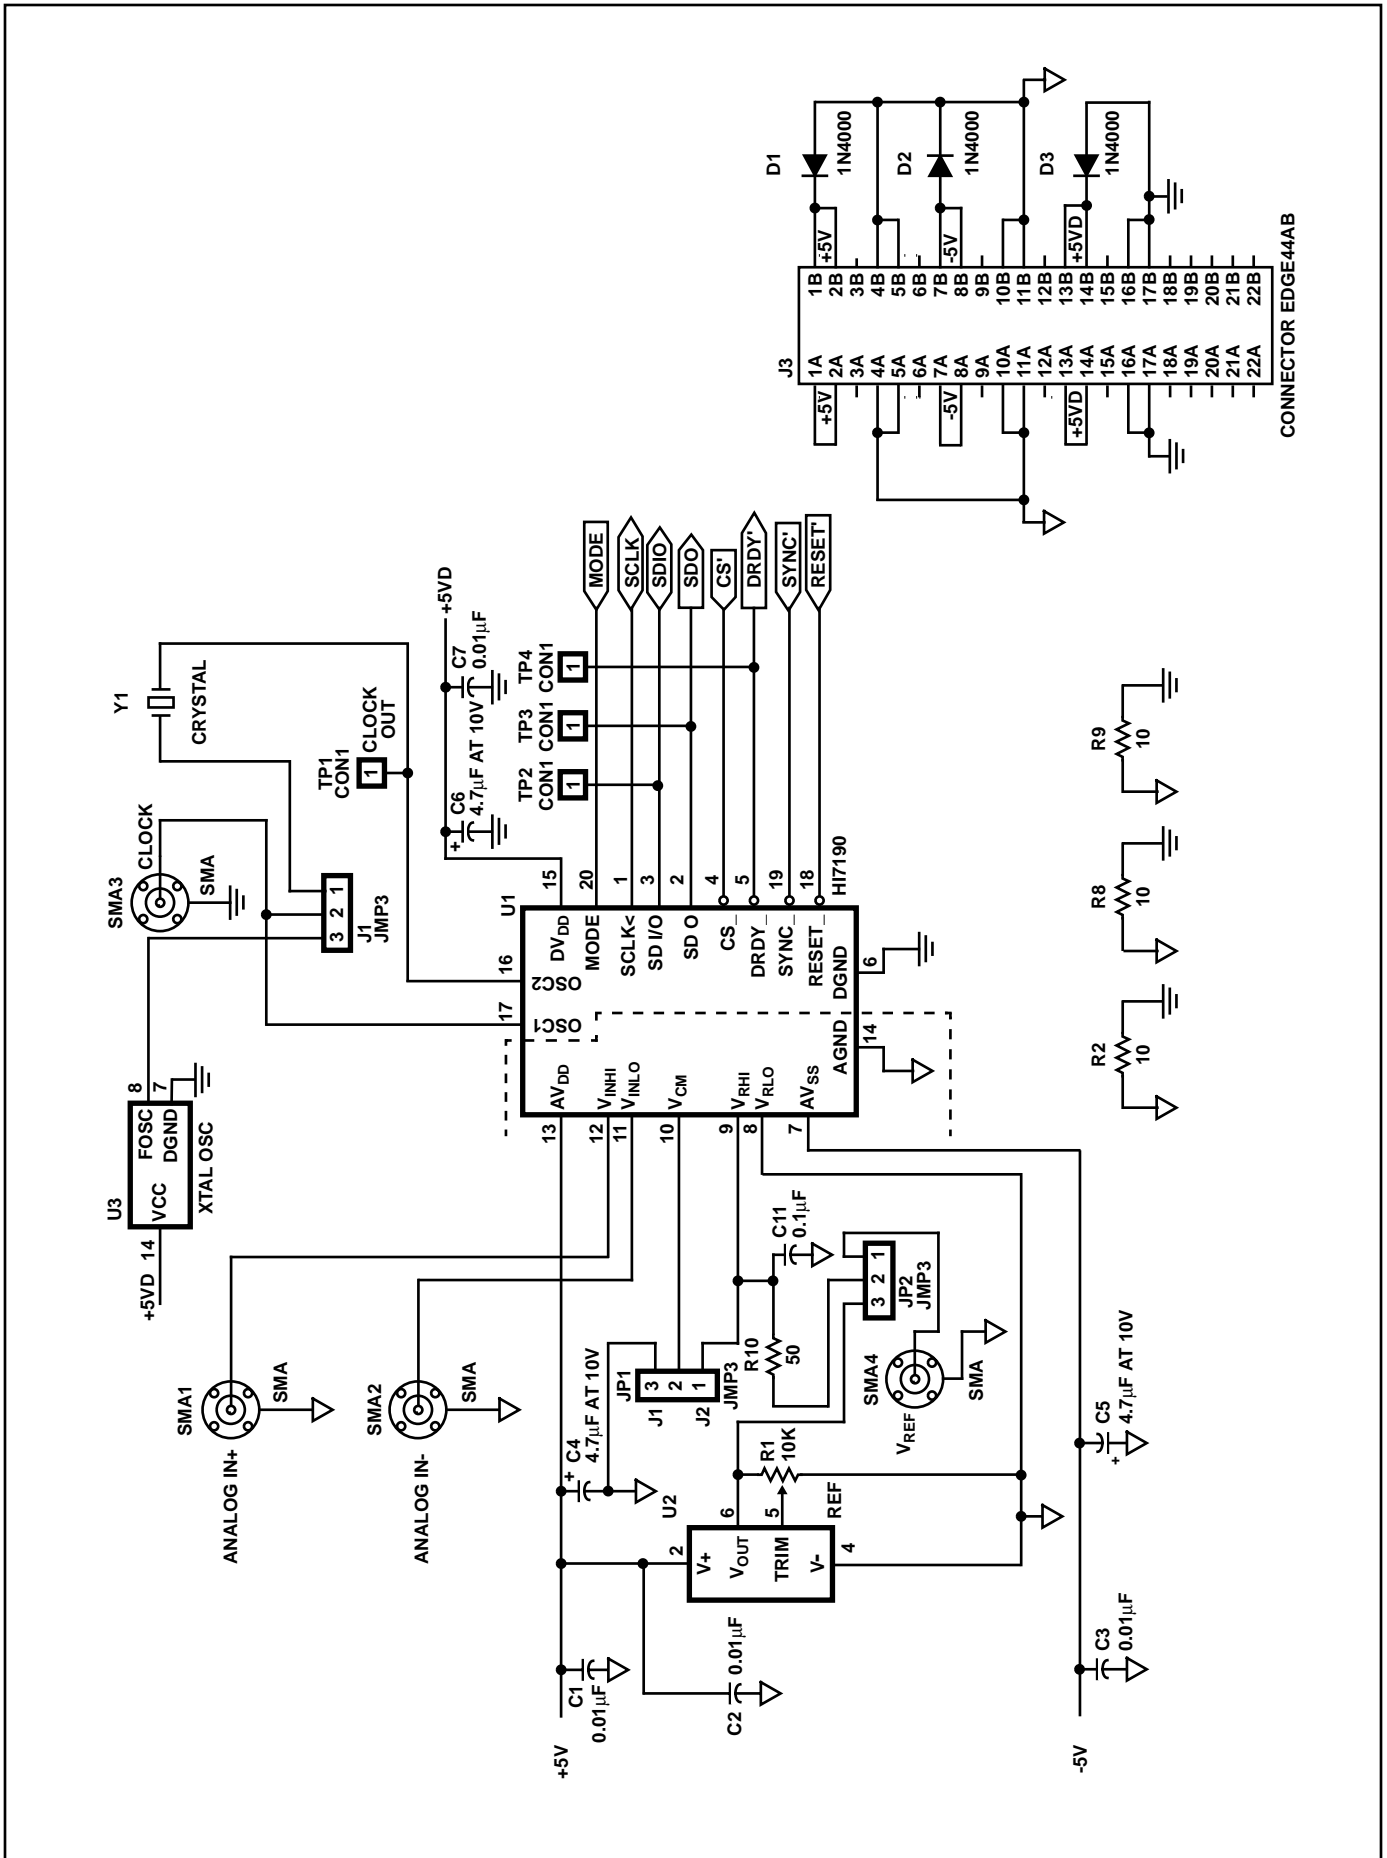 +5V
C1
0.01µF
C2
0.01µF
-5V
C3
0.01µF
U2
V+
VOUT
TRIM
V-
REF
2
6
5
4
R1
10K
C4
4.7µF AT 10V
+
C5
4.7µF AT 10V
+
ANALOG IN+
SMA1
SMA
ANALOG IN-
SMA2
SMA
JP1
J1
J2
3
2
1
JMP3
R10
50
C11
0.1µF
VREF
SMA4
SMA
JP2
JMP3
3
2
1
+5VD
14
U3
VCC
FOSC
DGND
XTAL OSC
8
7
13
12
11
10
9
8
7
AVDD
VINHI
VINLO
VCM
VRHI
VRLO
AVSS
17
16
OSC1
OSC2
AGND
14
DGND
6
U1
DVDD
MODE
SCLK<
SD I/O
SD O
CS_
DRDY_
SYNC_
RESET_
HI7190
15
20
1
3
2
4
5
19
18
SMA3
CLOCK
SMA
J1
JMP3
3
2
1
Y1
CRYSTAL
TP1
CON1
1
CLOCK
OUT
C6
4.7µF AT 10V
+
C7
0.01µF
+5VD
TP2
CON1
1
TP3
CON1
1
TP4
CON1
1
MODE
SCLK
SDIO
SDO
CS'
DRDY'
SYNC'
RESET'
R2
10
R8
10
R9
10
J3
1A
2A
3A
4A
5A
6A
7A
8A
9A
10A
11A
12A
13A
14A
15A
16A
17A
18A
19A
20A
21A
22A
1B
2B
3B
4B
5B
6B
7B
8B
9B
10B
11B
12B
13B
14B
15B
16B
17B
18B
19B
20B
21B
22B
+5V
-5V
+5VD
+5V
-5V
+5VD
CONNECTOR EDGE44AB
D1
1N4000
D2
1N4000
D3
1N4000